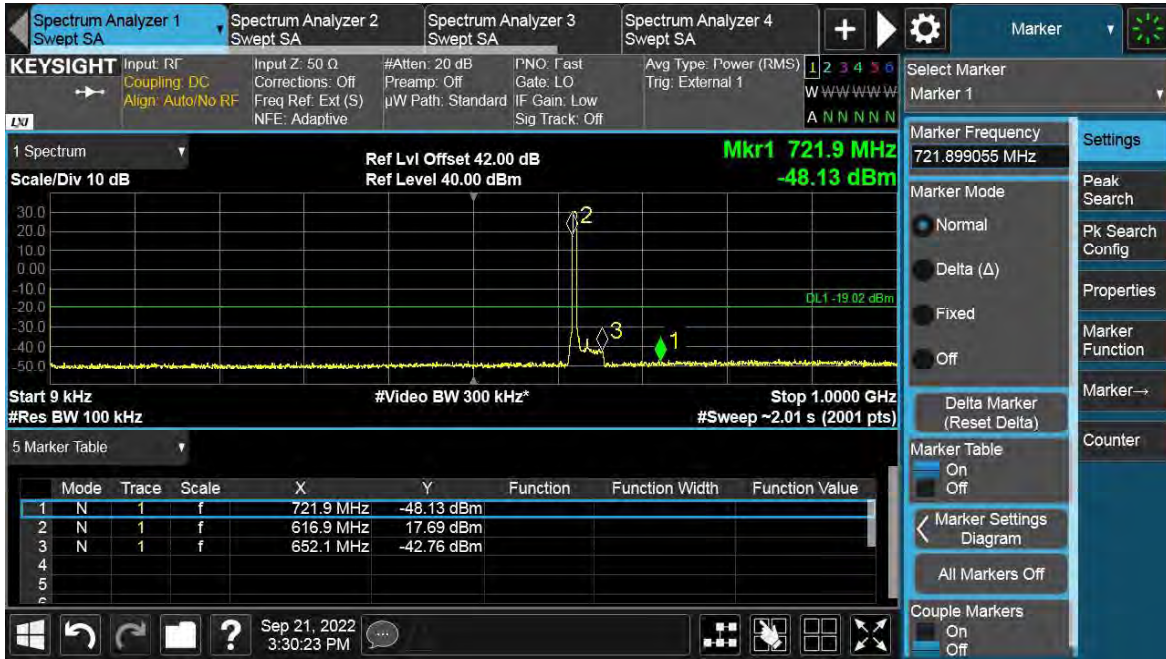 Spectrum Analyzer 1
Swept SA
Spectrum Analyzer 2
Swept SA
Spectrum Analyzer 3
Swept SA
Spectrum Analyzer 4
Swept SA
+
Marker
KEYSIGHT
LXI
Input: RF
Coupling: DC
Align: Auto/No RF
Input Z: 50 Ω
Corrections: Off
Freq Ref: Ext (S)
NFE: Adaptive
#Atten: 20 dB
Preamp: Off
µW Path: Standard
PNO: Fast
Gate: LO
IF Gain: Low
Sig Track: Off
Avg Type: Power (RMS)
Trig: External 1
1 2 3 4 5 6
W W W W W W
A N N N N N
Select Marker
Marker 1
1 Spectrum
Scale/Div 10 dB
Ref Lvl Offset 42.00 dB
Ref Level 40.00 dBm
Mkr1 721.9 MHz
-48.13 dBm
30.0
20.0
10.0
0.00
-10.0
-20.0
-30.0
-40.0
-50.0
2
3
1
DL1 -19.02 dBm
Start 9 kHz
#Res BW 100 kHz
#Video BW 300 kHz*
Stop 1.0000 GHz
#Sweep ~2.01 s (2001 pts)
5 Marker Table
Mode Trace Scale X Y Function Function Width Function Value
1 N 1 f 721.9 MHz -48.13 dBm
2 N 1 f 616.9 MHz 17.69 dBm
3 N 1 f 652.1 MHz -42.76 dBm
4
5
Marker Frequency
721.899055 MHz
Marker Mode
Normal
Delta (Δ)
Fixed
Off
Delta Marker
(Reset Delta)
Marker Table
On
Off
Marker Settings
Diagram
All Markers Off
Couple Markers
On
Off
Settings
Peak
Search
Pk Search
Config
Properties
Marker
Function
Marker→
Counter
?
Sep 21, 2022
3:30:23 PM